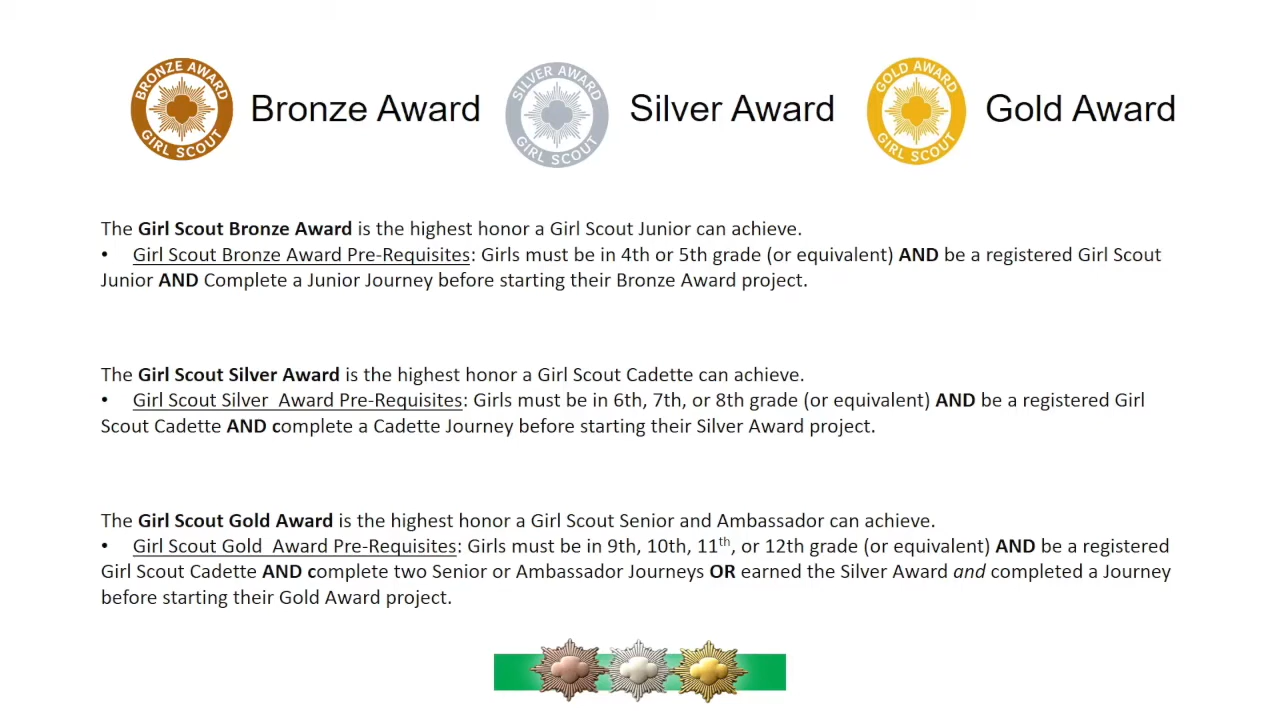 BRONZE AWARD
GIRL SCOUT
Bronze Award
SILVER AWARD
GIRL SCOUT
Silver Award
GOLD AWARD
GIRL SCOUT
Gold Award
The Girl Scout Bronze Award is the highest honor a Girl Scout Junior can achieve.
• Girl Scout Bronze Award Pre-Requisites: Girls must be in 4th or 5th grade (or equivalent) AND be a registered Girl Scout
Junior AND Complete a Junior Journey before starting their Bronze Award project.
The Girl Scout Silver Award is the highest honor a Girl Scout Cadette can achieve.
• Girl Scout Silver  Award Pre-Requisites: Girls must be in 6th, 7th, or 8th grade (or equivalent) AND be a registered Girl
Scout Cadette AND complete a Cadette Journey before starting their Silver Award project.
The Girl Scout Gold Award is the highest honor a Girl Scout Senior and Ambassador can achieve.
• Girl Scout Gold  Award Pre-Requisites: Girls must be in 9th, 10th, 11th, or 12th grade (or equivalent) AND be a registered
Girl Scout Cadette AND complete two Senior or Ambassador Journeys OR earned the Silver Award and completed a Journey
before starting their Gold Award project.